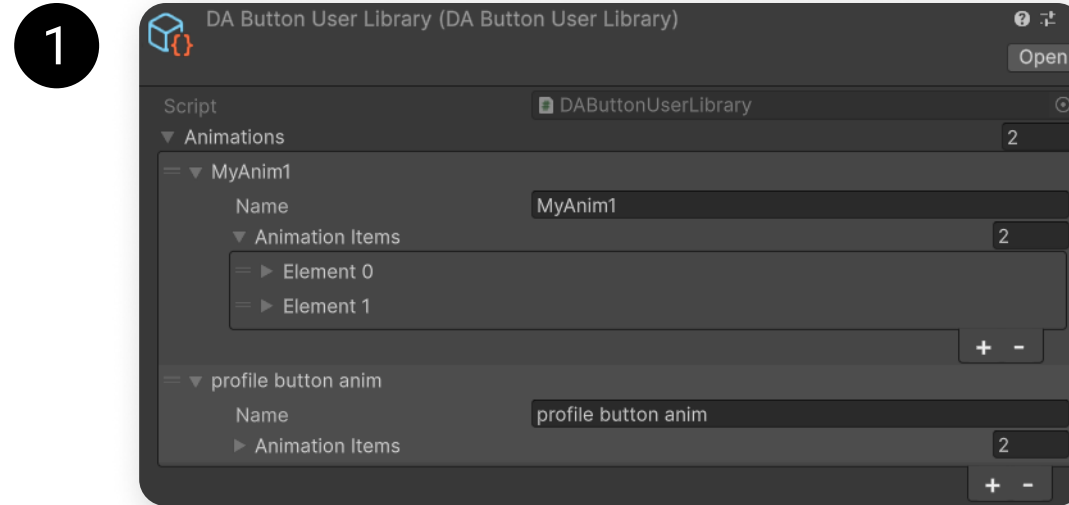 1
DA Button User Library (DA Button User Library)
Open
Script DAButtonUserLibrary
Animations 2
MyAnim1
Name MyAnim1
Animation Items 2
Element 0
Element 1
+ -
profile button anim
Name profile button anim
Animation Items 2
+ -